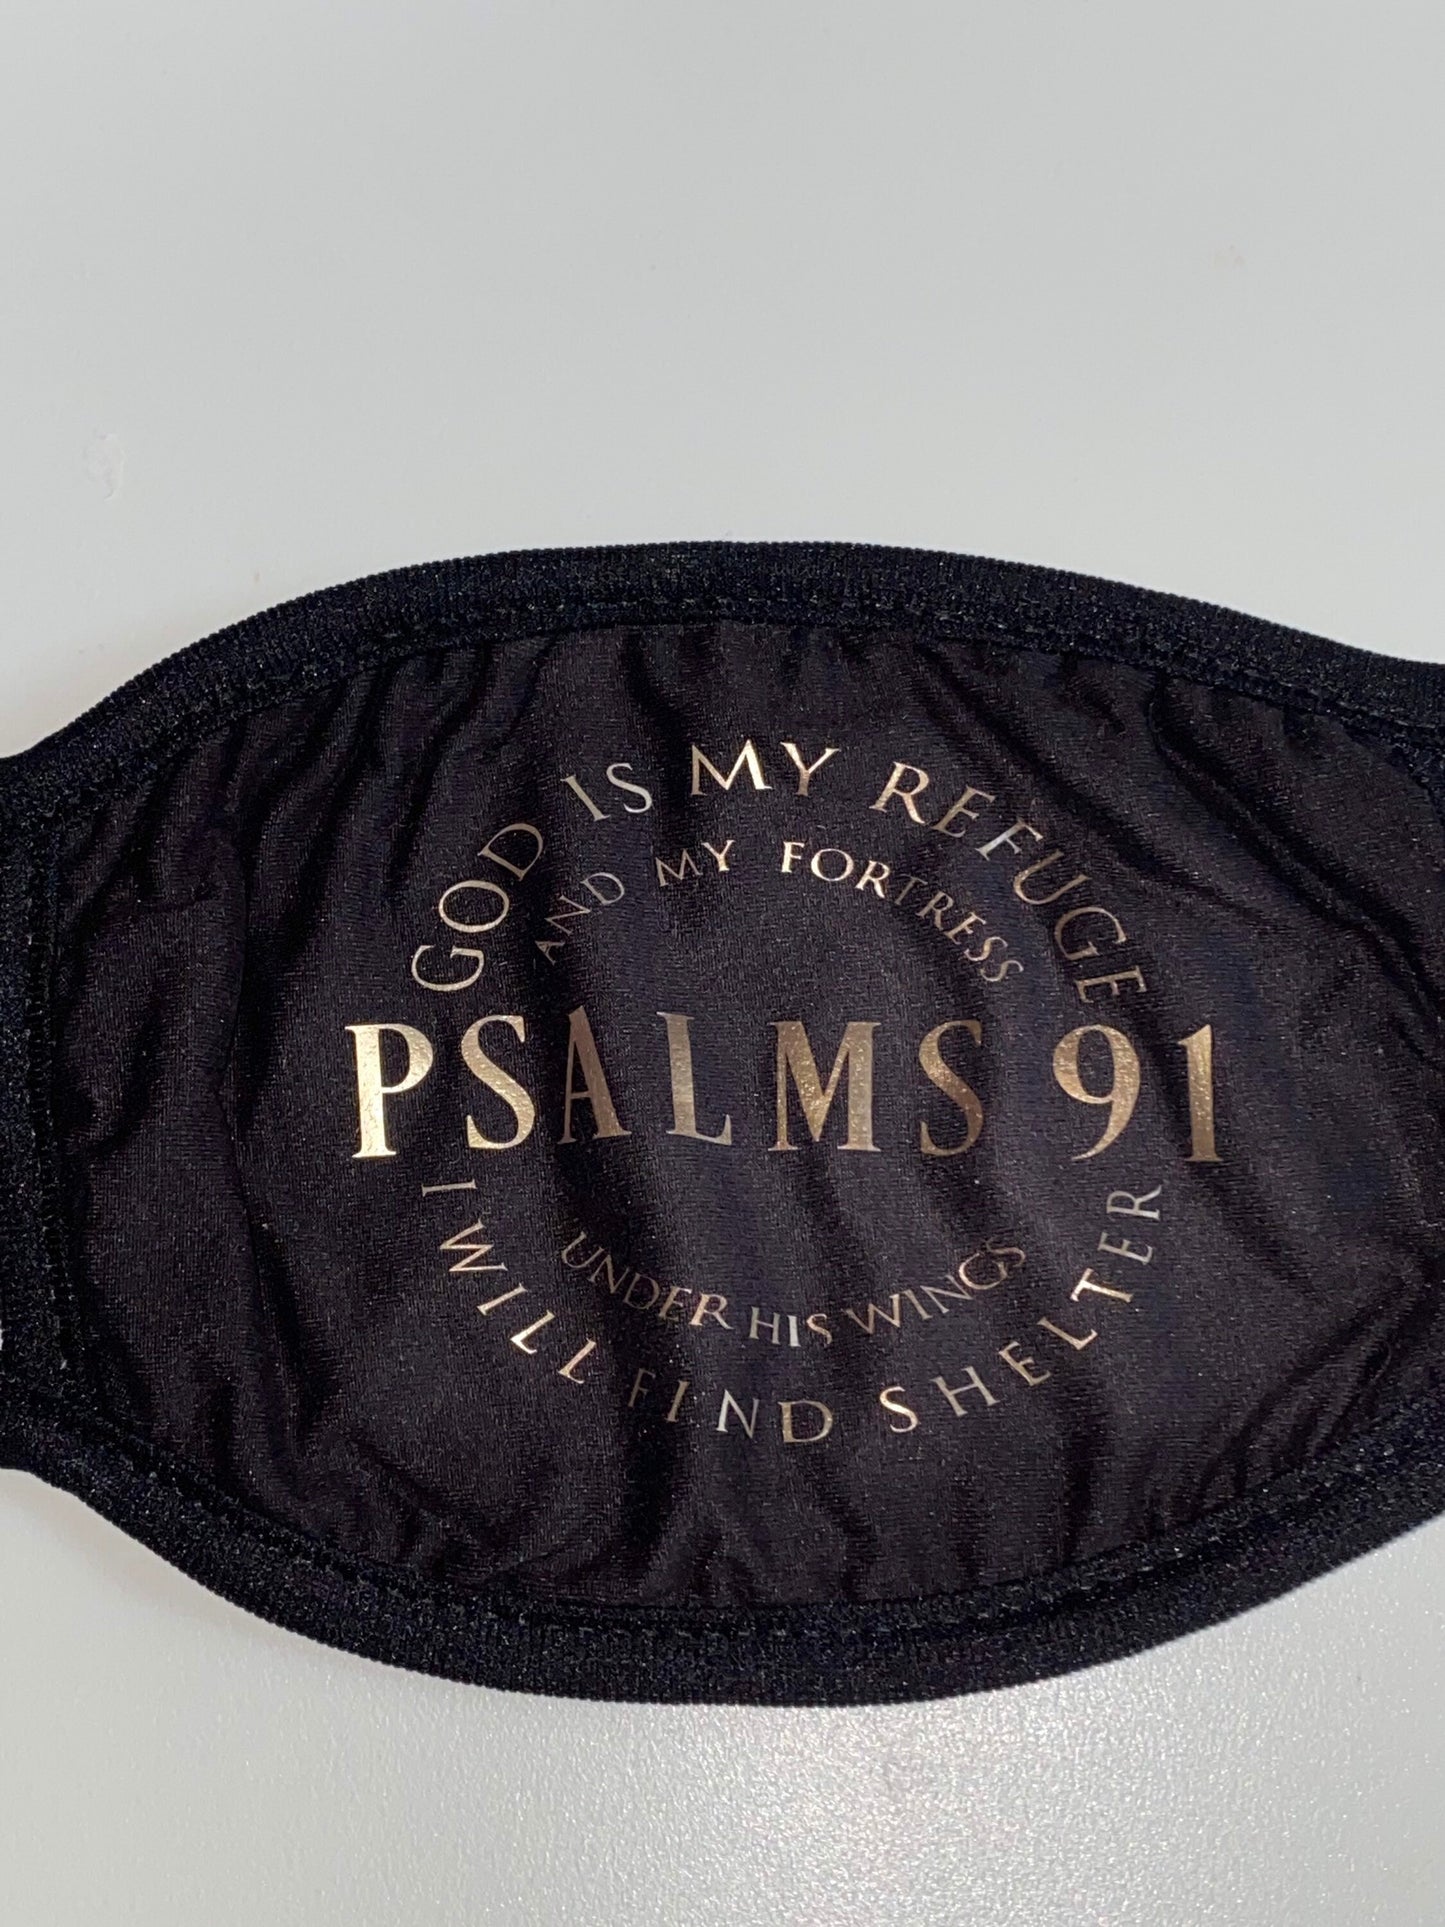 GOD IS MY REFUGE
AND MY FORTRESS
PSALMS 91
UNDER HIS WINGS
I WILL FIND SHELTER